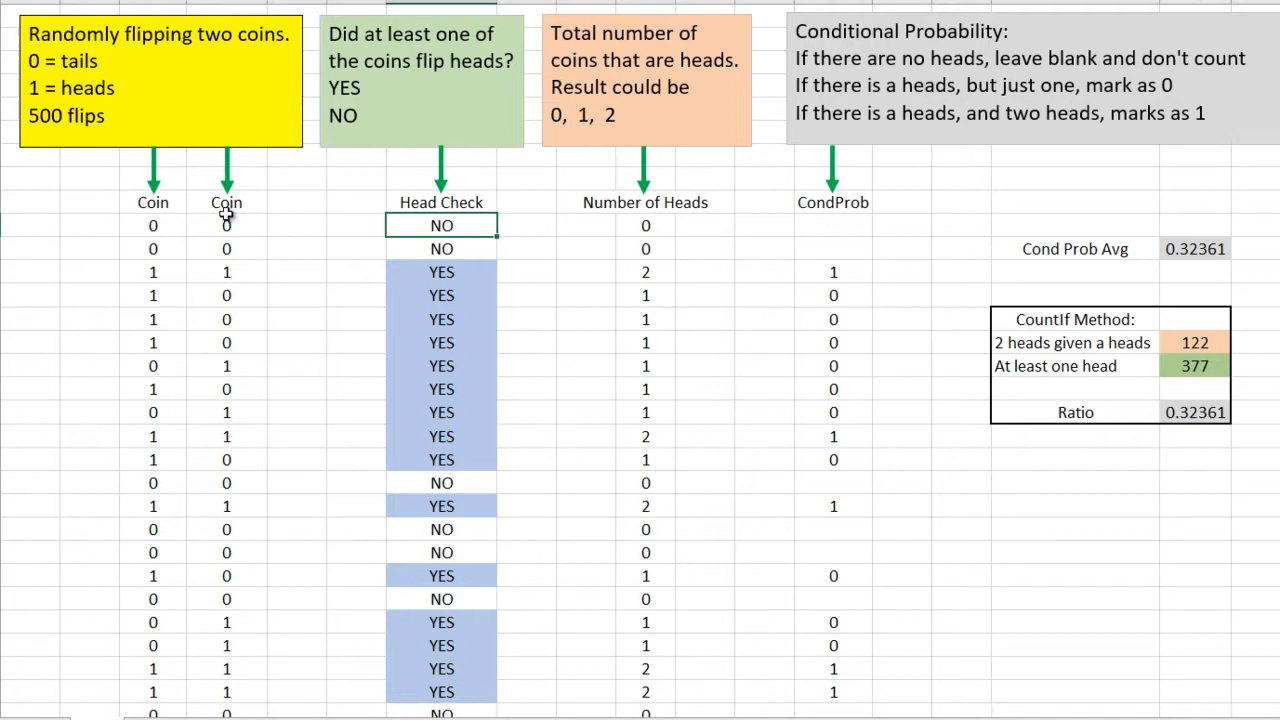 Randomly flipping two coins.
0 = tails
1 = heads
500 flips
Did at least one of
the coins flip heads?
YES
NO
Total number of
coins that are heads.
Result could be
0, 1, 2
Conditional Probability:
If there are no heads, leave blank and don't count
If there is a heads, but just one, mark as 0
If there is a heads, and two heads, marks as 1
Coin Coin Head Check Number of Heads CondProb
0 0 NO 0
0 0 NO 0 Cond Prob Avg 0.32361
1 1 YES 2 1
1 0 YES 1 0
1 0 YES 1 0 CountIf Method:
1 0 YES 1 0 2 heads given a heads 122
0 1 YES 1 0 At least one head 377
1 0 YES 1 0
0 1 YES 1 0 Ratio 0.32361
1 1 YES 2 1
1 0 YES 1 0
0 0 NO 0
1 1 YES 2 1
0 0 NO 0
0 0 NO 0
1 0 YES 1 0
0 0 NO 0
0 1 YES 1 0
0 1 YES 1 0
1 1 YES 2 1
1 1 YES 2 1
0 0 NO 0